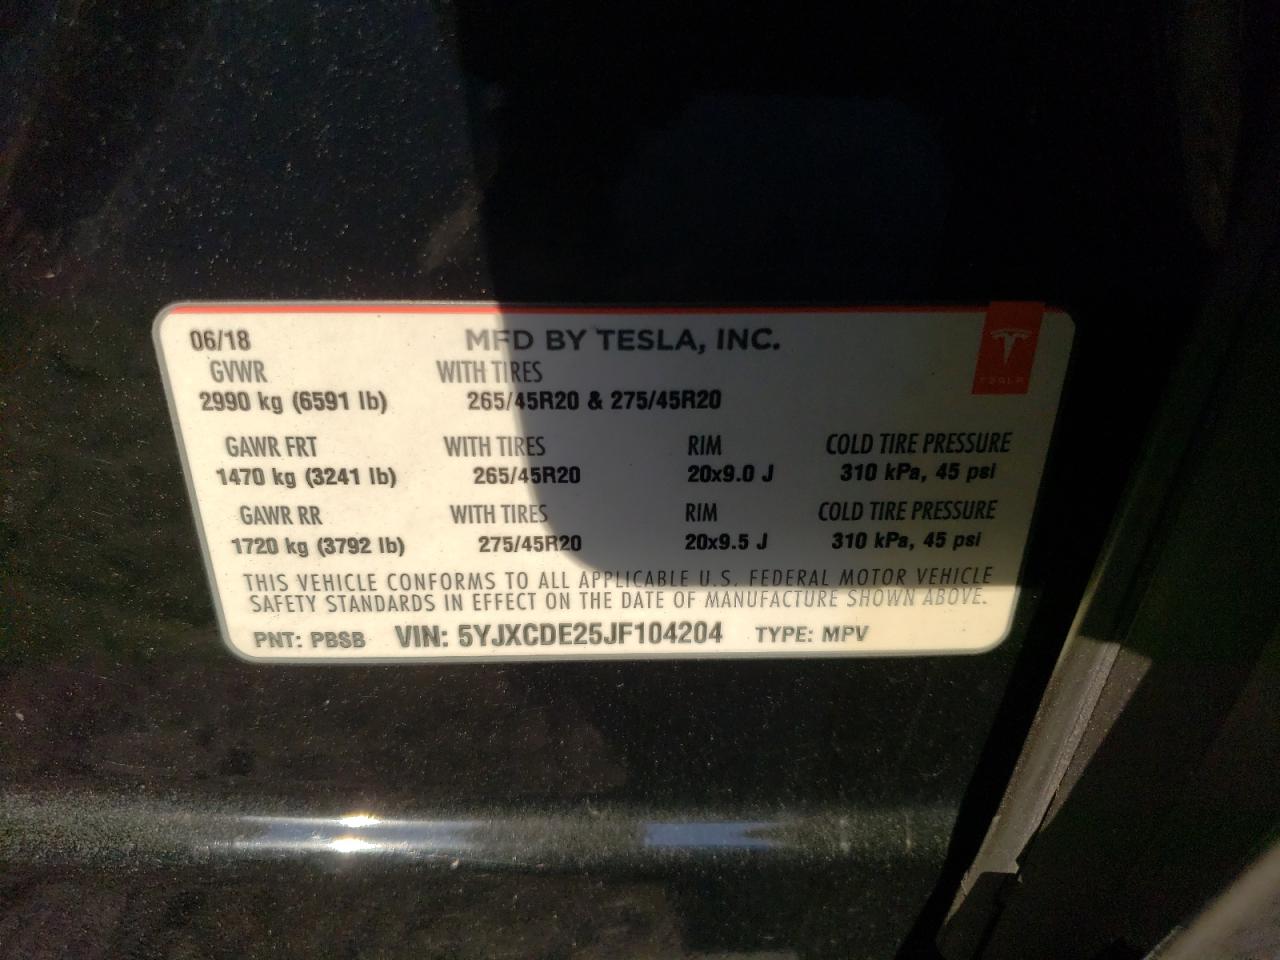 06/18 MFD BY TESLA, INC.
GVWR WITH TIRES
2990 kg (6591 lb) 265/45R20 & 275/45R20
TESLA
GAWR FRT WITH TIRES RIM COLD TIRE PRESSURE
1470 kg (3241 lb) 265/45R20 20x9.0 J 310 kPa, 45 psi
GAWR RR WITH TIRES RIM COLD TIRE PRESSURE
1720 kg (3792 lb) 275/45R20 20x9.5 J 310 kPa, 45 psi
THIS VEHICLE CONFORMS TO ALL APPLICABLE U.S. FEDERAL MOTOR VEHICLE
SAFETY STANDARDS IN EFFECT ON THE DATE OF MANUFACTURE SHOWN ABOVE.
PNT: PBSB VIN: 5YJXCDE25JF104204 TYPE: MPV